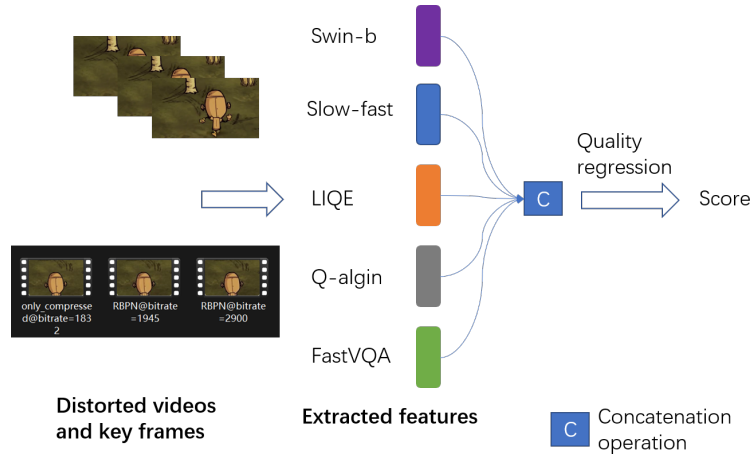 Swin-b
Slow-fast
LIQE
Q-algin
FastVQA
C
Quality
regression
Score
only_compresse
d@bitrate=183
2
RBPN@bitrate
=1945
RBPN@bitrate
=2900
Distorted videos
and key frames
Extracted features
C
Concatenation
operation